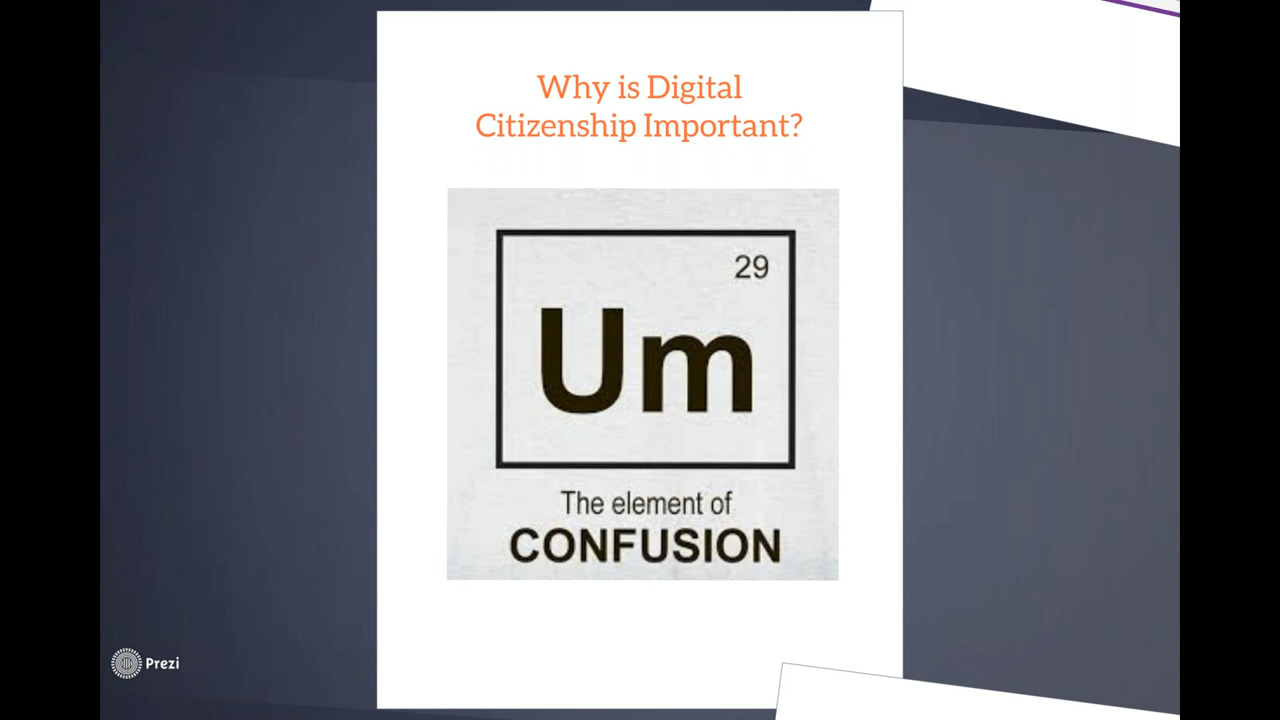 Why is Digital
Citizenship Important?
29
Um
The element of
CONFUSION
Prezi